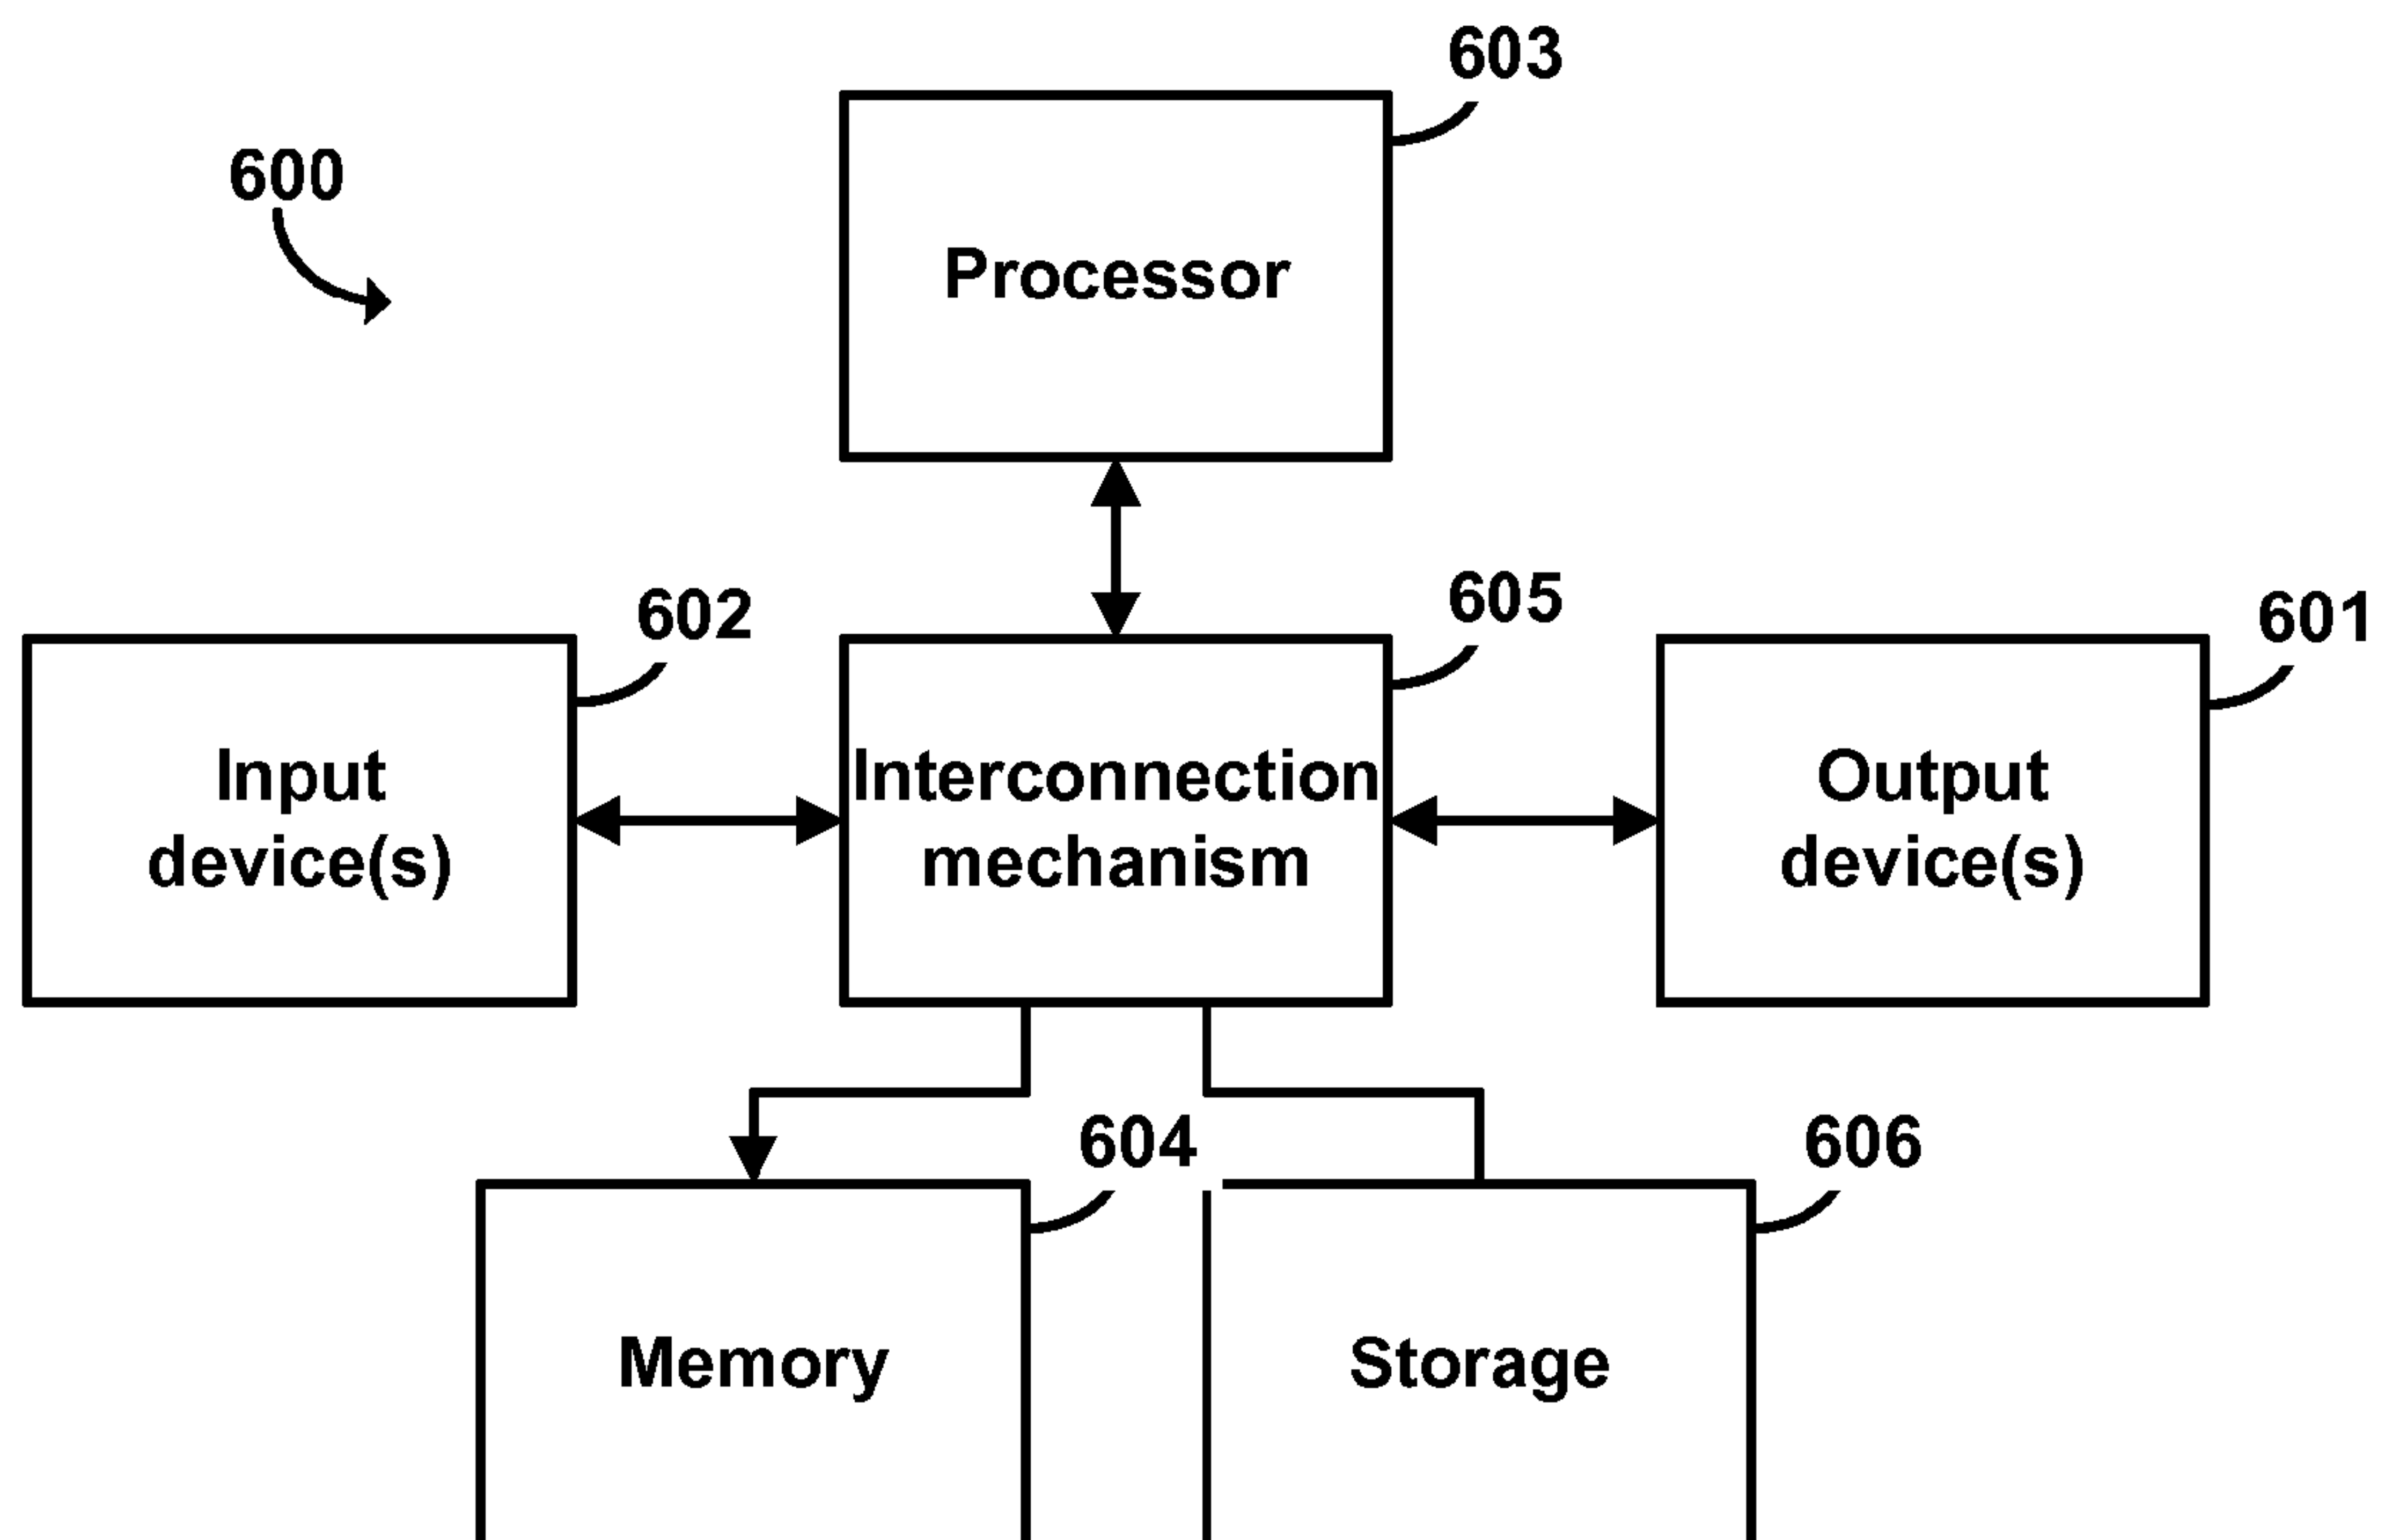 603
600
Processor
602
605
601
Input
device(s)
Interconnection
mechanism
Output
device(s)
604
606
Memory
Storage